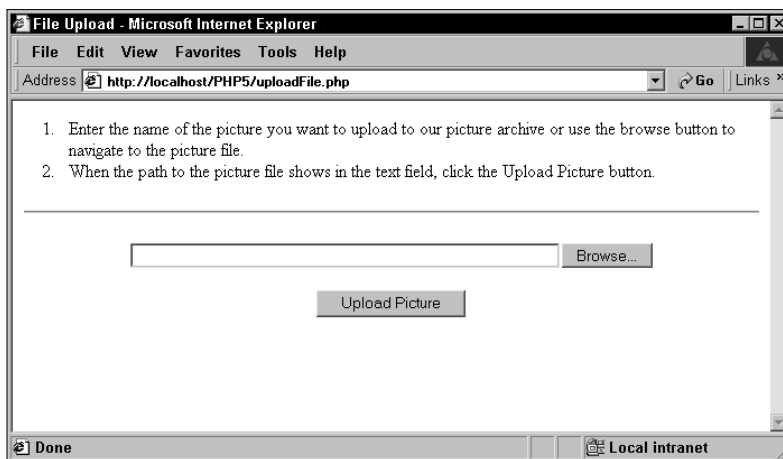 File Upload - Microsoft Internet Explorer
File Edit View Favorites Tools Help
Address http://localhost/PHP5/uploadFile.php Go Links »
1. Enter the name of the picture you want to upload to our picture archive or use the browse button to
navigate to the picture file.
2. When the path to the picture file shows in the text field, click the Upload Picture button.
Browse...
Upload Picture
Done Local intranet